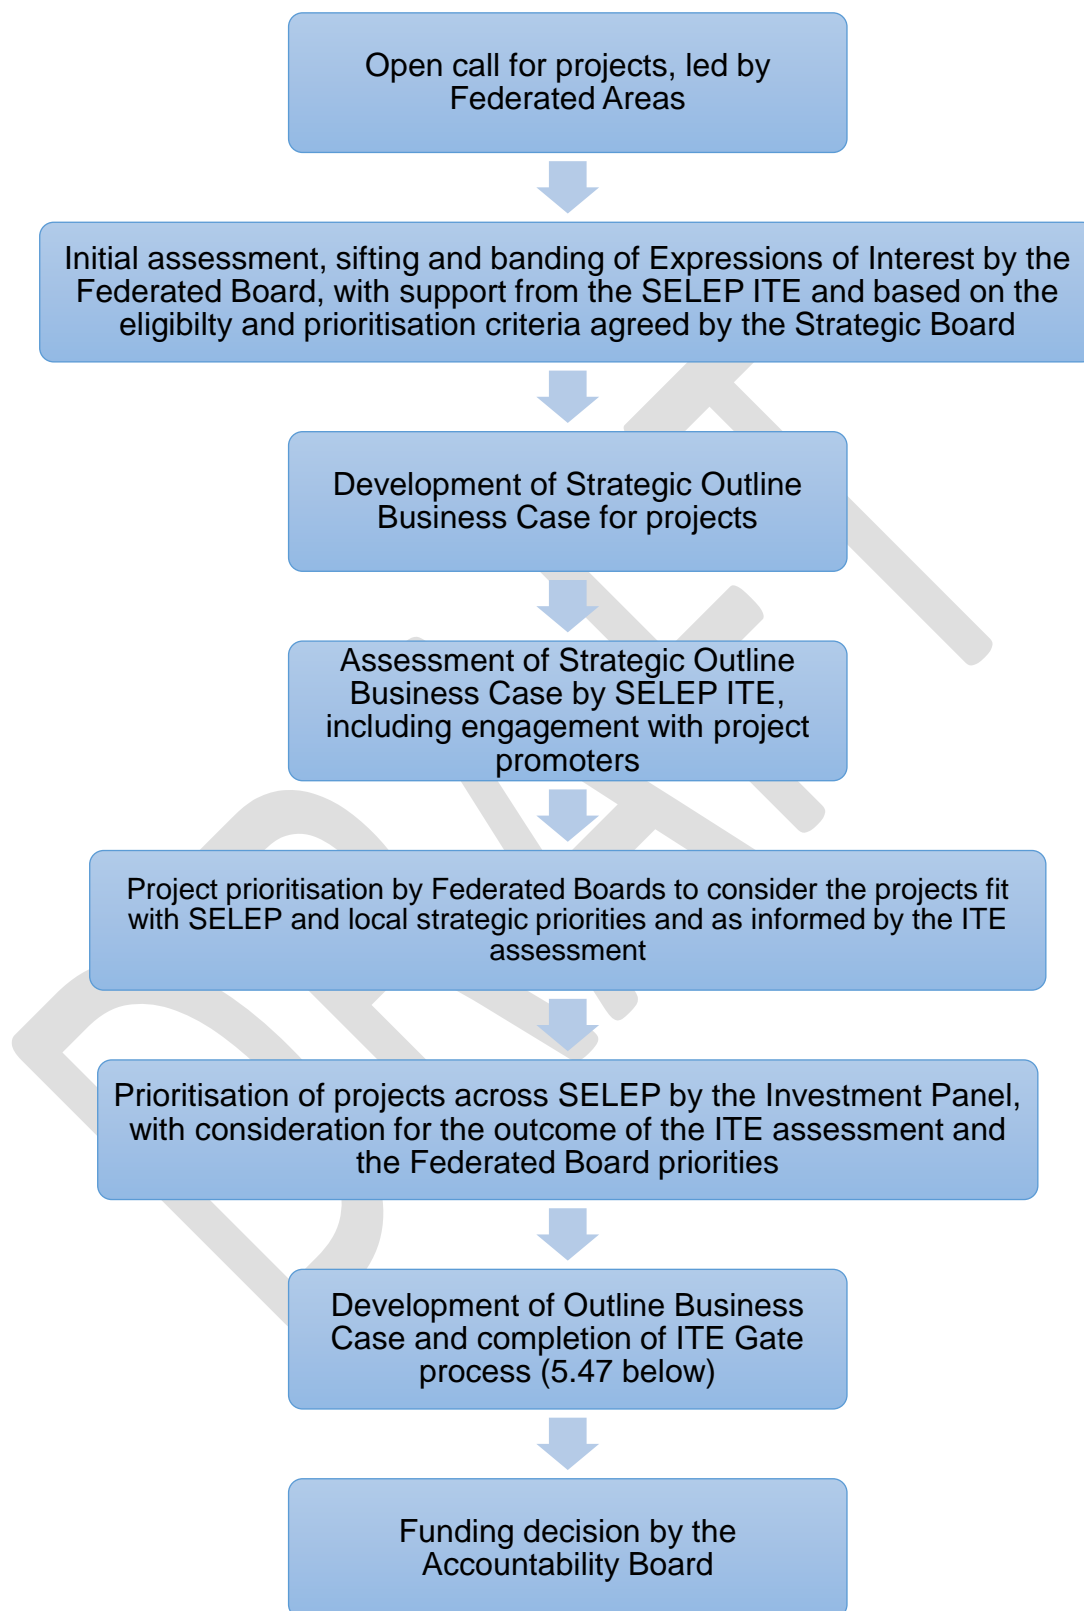 Open call for projects, led by
Federated Areas
Initial assessment, sifting and banding of Expressions of Interest by the
Federated Board, with support from the SELEP ITE and based on the
eligibilty and prioritisation criteria agreed by the Strategic Board
Development of Strategic Outline
Business Case for projects
Assessment of Strategic Outline
Business Case by SELEP ITE,
including engagement with project
promoters
Project prioritisation by Federated Boards to consider the projects fit
with SELEP and local strategic priorities and as informed by the ITE
assessment
Prioritisation of projects across SELEP by the Investment Panel,
with consideration for the outcome of the ITE assessment and
the Federated Board priorities
Development of Outline Business
Case and completion of ITE Gate
process (5.47 below)
Funding decision by the
Accountability Board
DRAFT